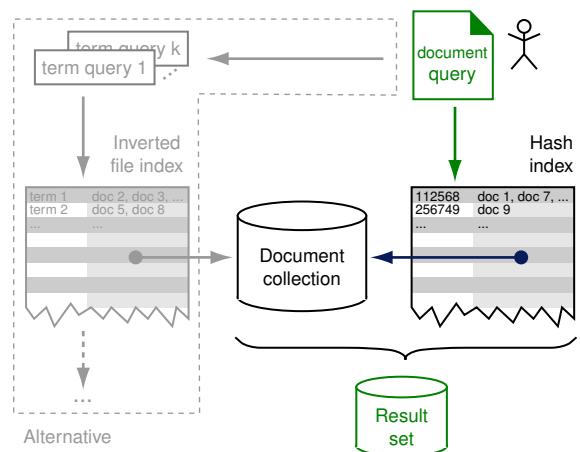 term query k
term query 1
...
document
query
Inverted
file index
Hash
index
term 1 doc 2, doc 3, ...
term 2 doc 5, doc 8
... ...
112568 doc 1, doc 7, ...
256749 doc 9
... ...
Document
collection
...
Alternative
Result
set